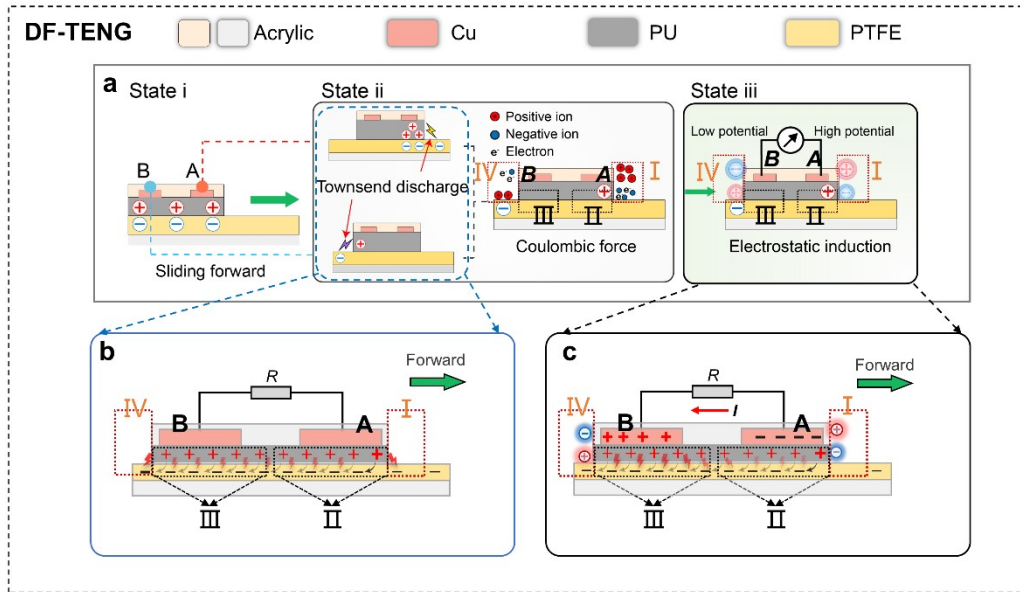 DF-TENG
Acrylic
Cu
PU
PTFE
a
State i
State ii
State iii
B
A
+ + +
− − −
Sliding forward
Townsend discharge
Positive ion
Negative ion
e⁻ Electron
IV
B
A
I
III
II
Coulombic force
Low potential
High potential
IV
B
A
I
III
II
Electrostatic induction
b
Forward
R
IV
B
A
I
III
II
c
Forward
R
I
IV
B
A
I
+ + + +
− − − − −
III
II